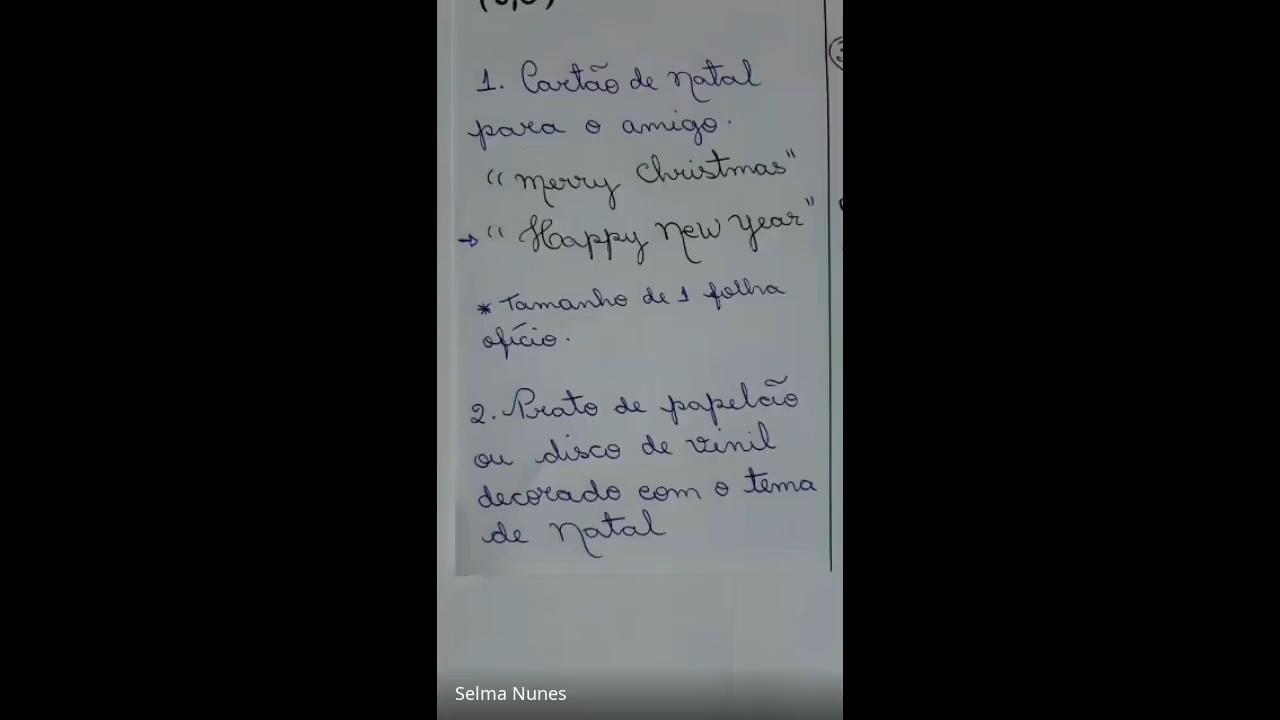 1. Cartão de natal
para o amigo.
"Merry Christmas"
→ "Happy New Year"
* Tamanho de 1 folha
ofício.
2. Prato de papelão
ou disco de vinil
decorado com o tema
de Natal
Selma Nunes